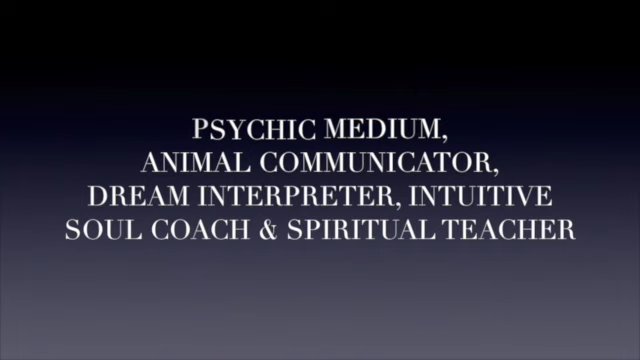 PSYCHIC MEDIUM,
ANIMAL COMMUNICATOR,
DREAM INTERPRETER, INTUITIVE
SOUL COACH & SPIRITUAL TEACHER